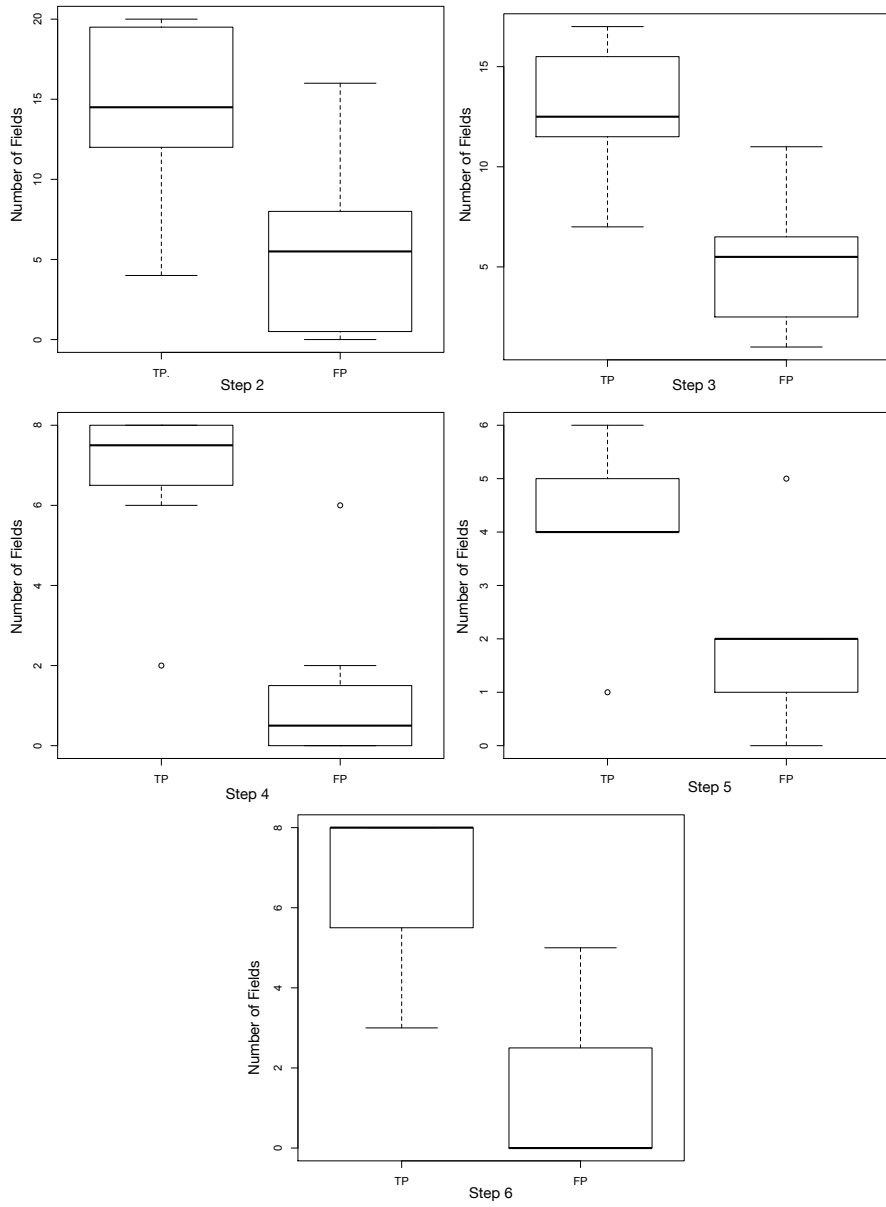 Number of Fields
20
15
10
5
0
TP.
FP
Step 2
Number of Fields
15
10
5
TP
FP
Step 3
Number of Fields
8
6
4
2
0
TP
FP
Step 4
Number of Fields
6
5
4
3
2
1
0
TP
FP
Step 5
Number of Fields
8
6
4
2
0
TP
FP
Step 6